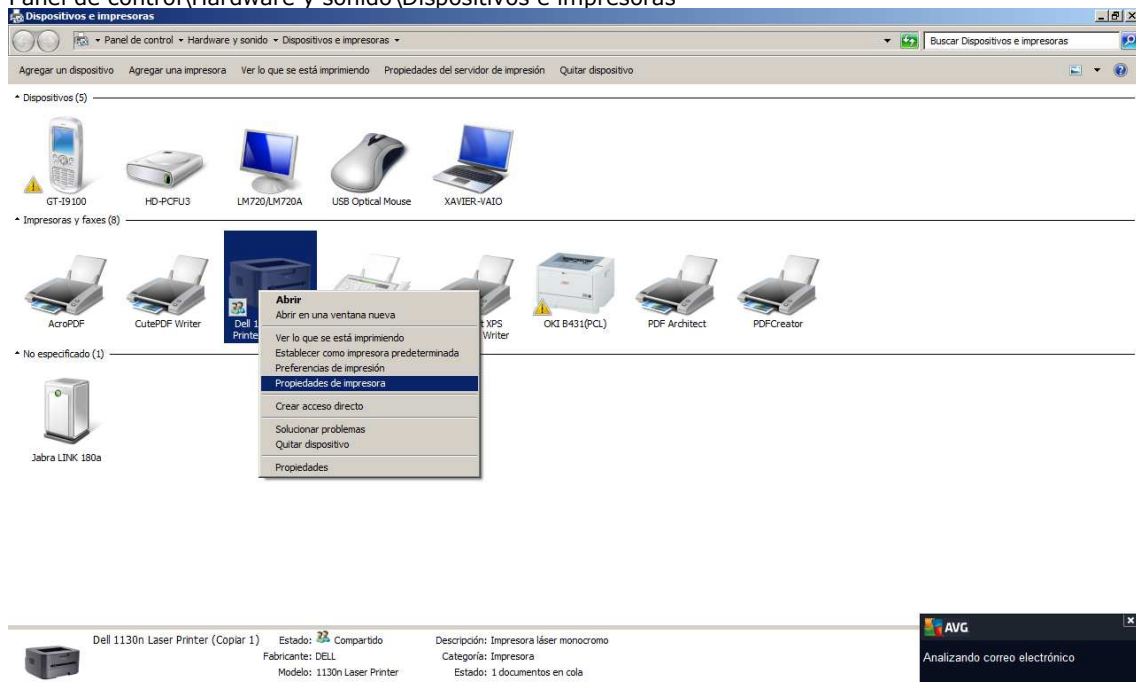 Panel de control\Hardware y sonido\Dispositivos e impresoras
Dispositivos e impresoras
Panel de control Hardware y sonido Dispositivos e impresoras
Buscar Dispositivos e impresoras
Agregar un dispositivo Agregar una impresora Ver lo que se está imprimiendo Propiedades del servidor de impresión Quitar dispositivo
Dispositivos (5)
GT-I9100 HD-PCFU3 LM720/LM720A USB Optical Mouse XAVIER-VAIO
Impresoras y faxes (8)
AcroPDF CutePDF Writer Dell 1 XPS OKI B431(PCL) PDF Architect PDFCreator
Printe Writer
Abrir
Abrir en una ventana nueva
Ver lo que se está imprimiendo
Establecer como impresora predeterminada
Preferencias de impresión
Propiedades de impresora
Crear acceso directo
Solucionar problemas
Quitar dispositivo
Propiedades
No especificado (1)
Jabra LINK 180a
Dell 1130n Laser Printer (Copiar 1) Estado: Compartido Descripción: Impresora láser monocromo
Fabricante: DELL Categoría: Impresora
Modelo: 1130n Laser Printer Estado: 1 documentos en cola
AVG
Analizando correo electrónico